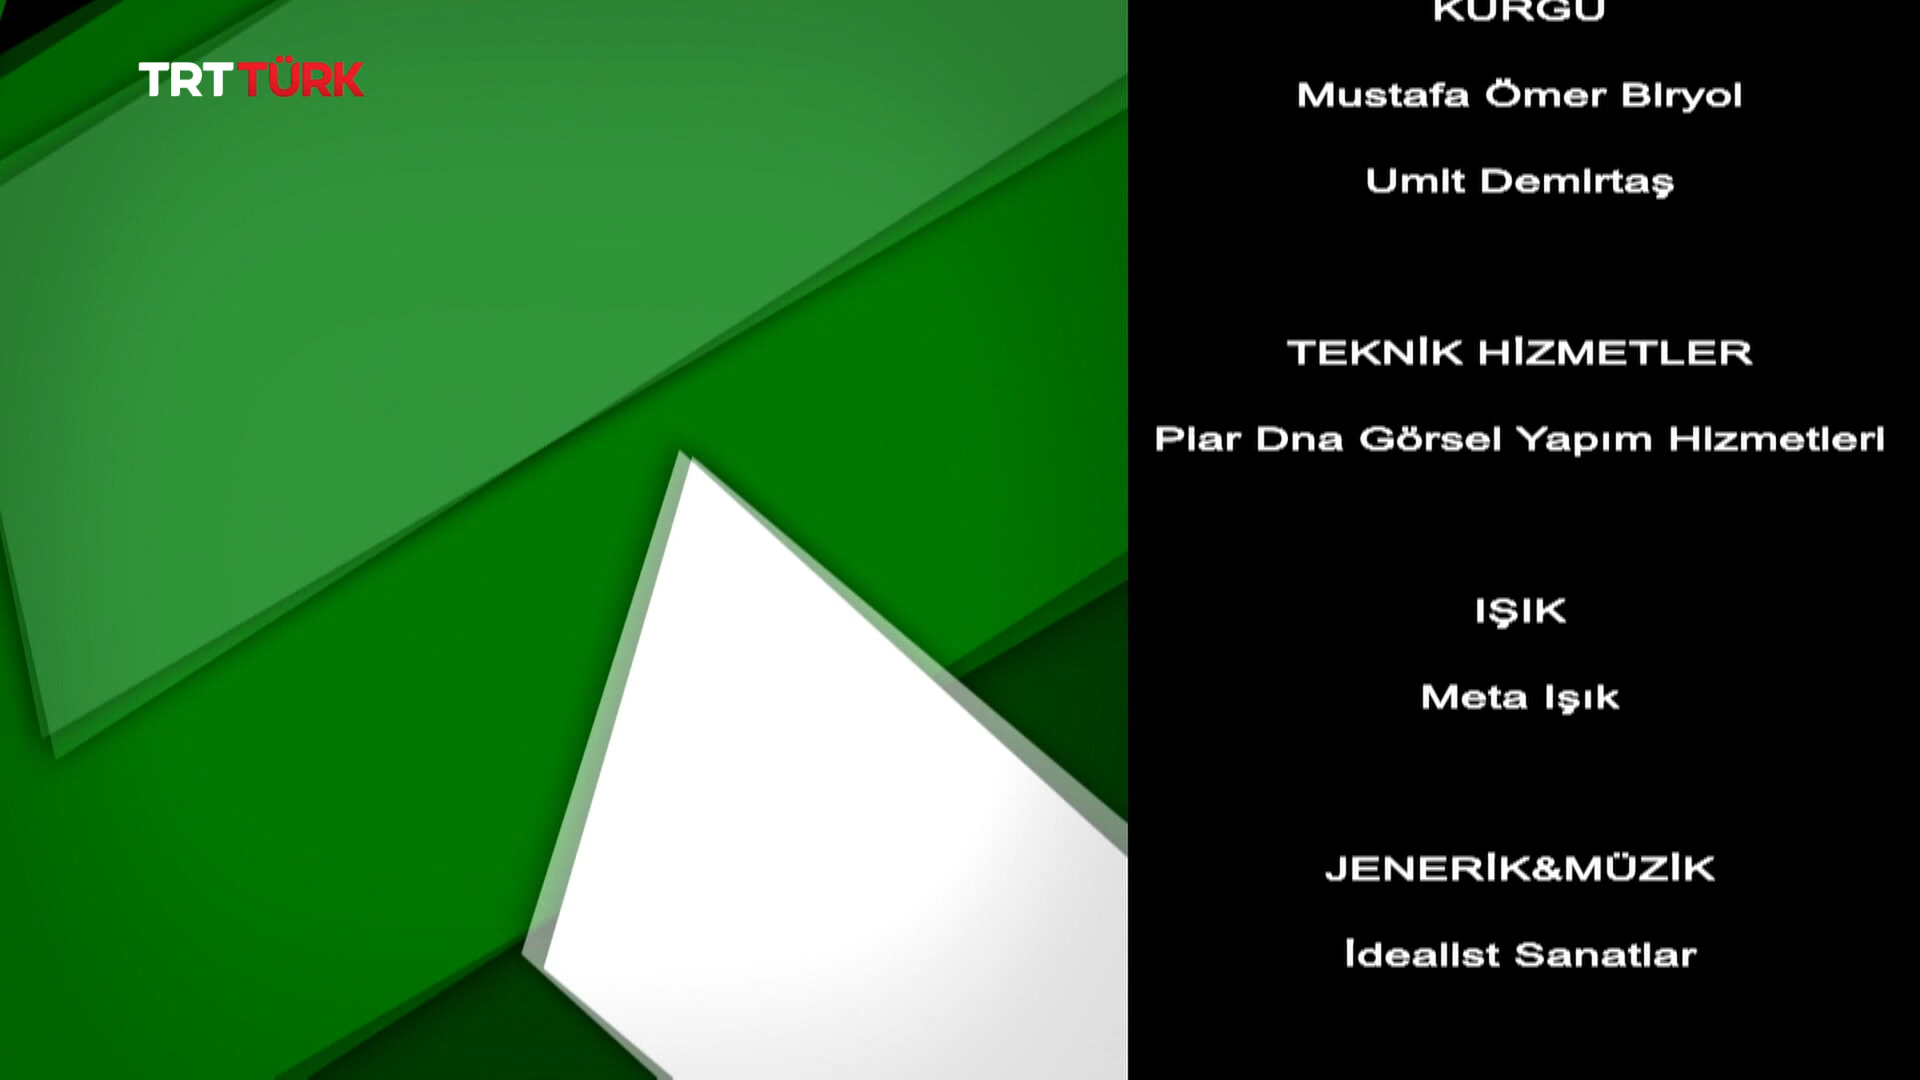 TRT TÜRK
KURGU
Mustafa Ömer Biryol
Umit Demirtaş
TEKNİK HİZMETLER
Piar Dna Görsel Yapım Hizmetleri
IŞIK
Meta Işık
JENERİK&MÜZİK
İdealist Sanatlar